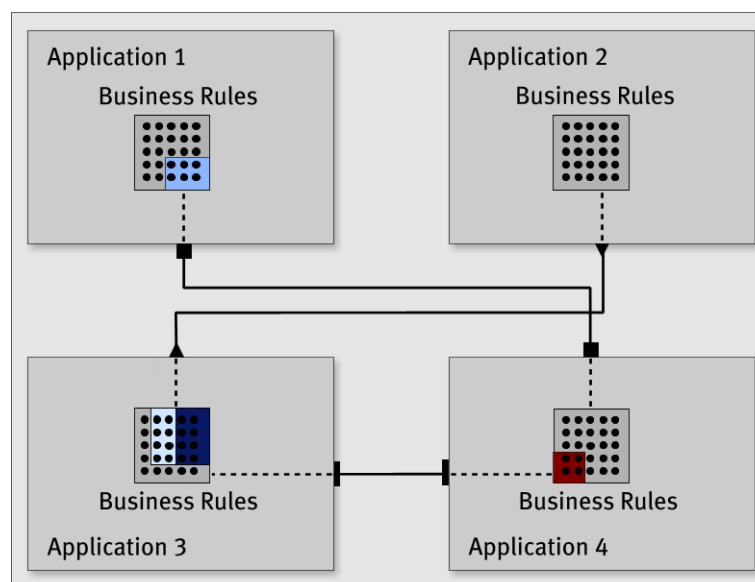 Application 1
Business Rules
Application 2
Business Rules
Business Rules
Application 3
Business Rules
Application 4